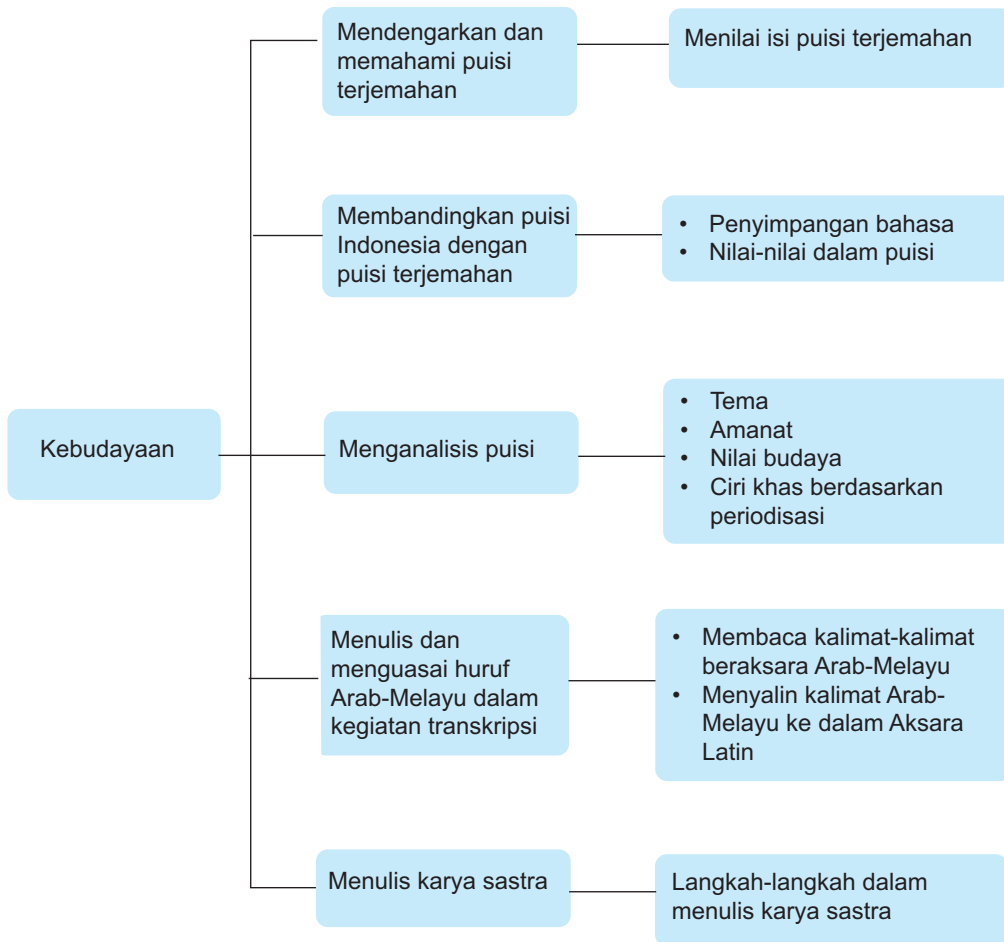 Kebudayaan
Mendengarkan dan
memahami puisi
terjemahan
Menilai isi puisi terjemahan
Membandingkan puisi
Indonesia dengan
puisi terjemahan
• Penyimpangan bahasa
• Nilai-nilai dalam puisi
Menganalisis puisi
• Tema
• Amanat
• Nilai budaya
• Ciri khas berdasarkan
periodisasi
Menulis dan
menguasai huruf
Arab-Melayu dalam
kegiatan transkripsi
• Membaca kalimat-kalimat
beraksara Arab-Melayu
• Menyalin kalimat Arab-
Melayu ke dalam Aksara
Latin
Menulis karya sastra
Langkah-langkah dalam
menulis karya sastra